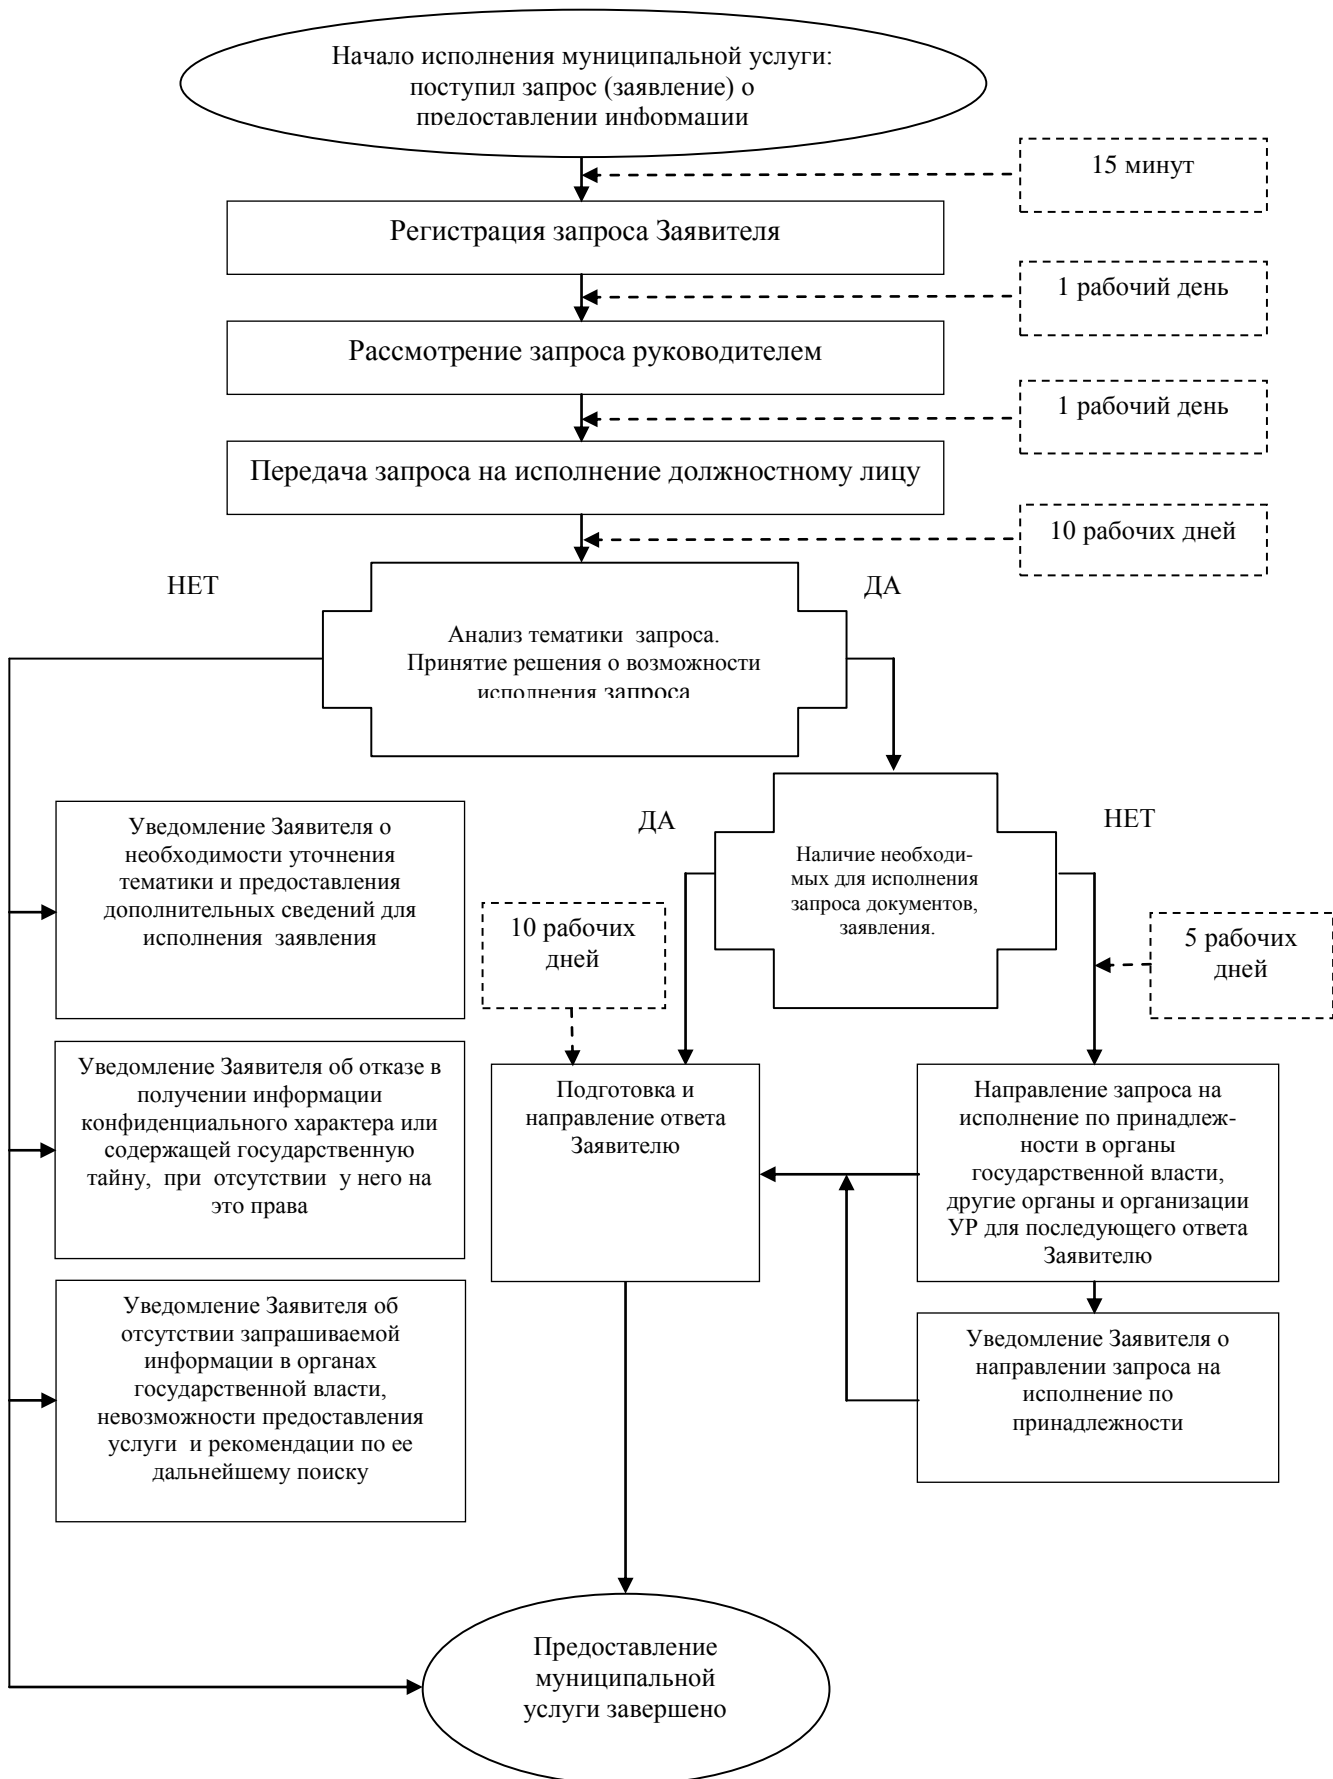 Начало исполнения муниципальной услуги:
поступил запрос (заявление) о
предоставлении информации
15 минут
Регистрация запроса Заявителя
1 рабочий день
Рассмотрение запроса руководителем
1 рабочий день
Передача запроса на исполнение должностному лицу
10 рабочих дней
НЕТ
ДА
Анализ тематики запроса.
Принятие решения о возможности
исполнения запроса
Уведомление Заявителя о
необходимости уточнения
тематики и предоставления
дополнительных сведений для
исполнения заявления
ДА
НЕТ
Наличие необходи-
мых для исполнения
запроса документов,
заявления.
10 рабочих
дней
5 рабочих
дней
Уведомление Заявителя об отказе в
получении информации
конфиденциального характера или
содержащей государственную
тайну, при отсутствии у него на
это права
Подготовка и
направление ответа
Заявителю
Направление запроса на
исполнение по принадлеж-
ности в органы
государственной власти,
другие органы и организации
УР для последующего ответа
Заявителю
Уведомление Заявителя об
отсутствии запрашиваемой
информации в органах
государственной власти,
невозможности предоставления
услуги и рекомендации по ее
дальнейшему поиску
Уведомление Заявителя о
направлении запроса на
исполнение по
принадлежности
Предоставление
муниципальной
услуги завершено